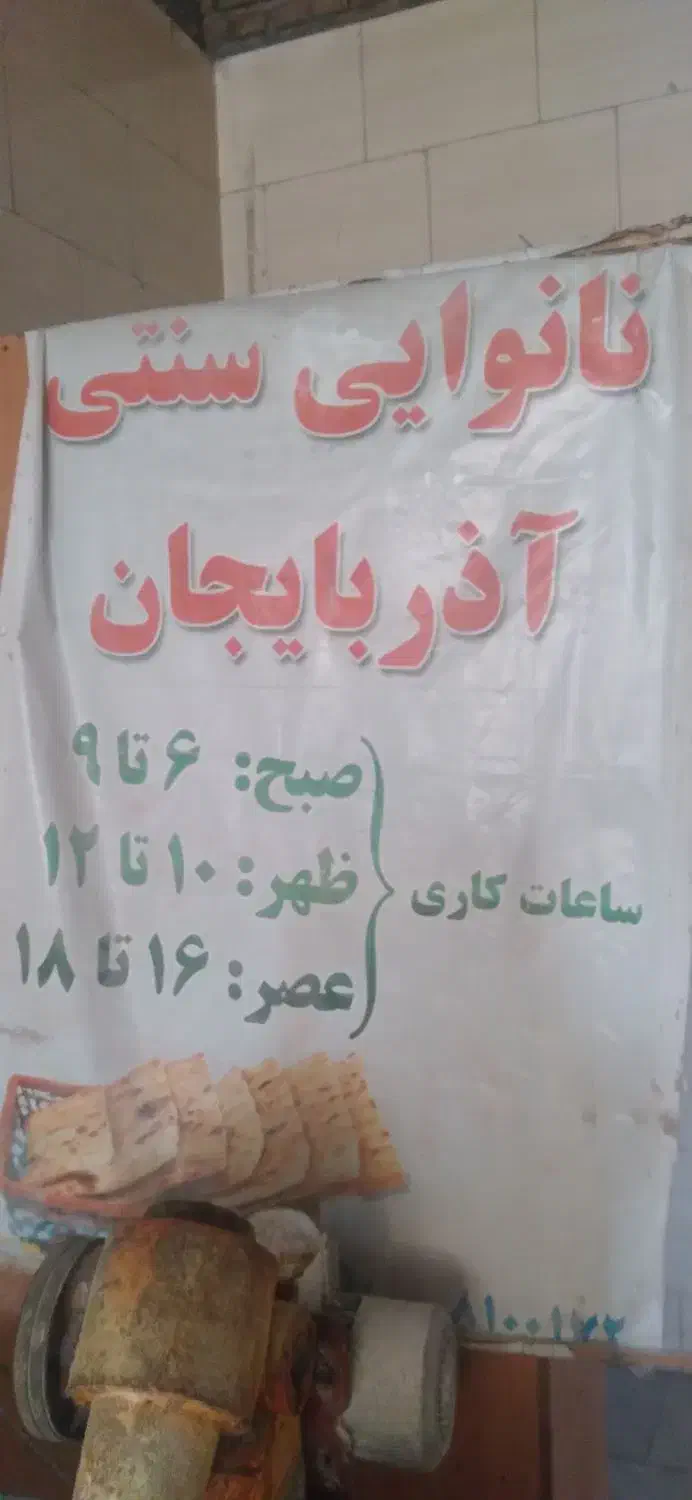 نانوایی سنتی
آذربایجان
ساعات کاری
صبح: ۶ تا ۹
ظهر: ۱۰ تا ۱۲
عصر: ۱۶ تا ۱۸